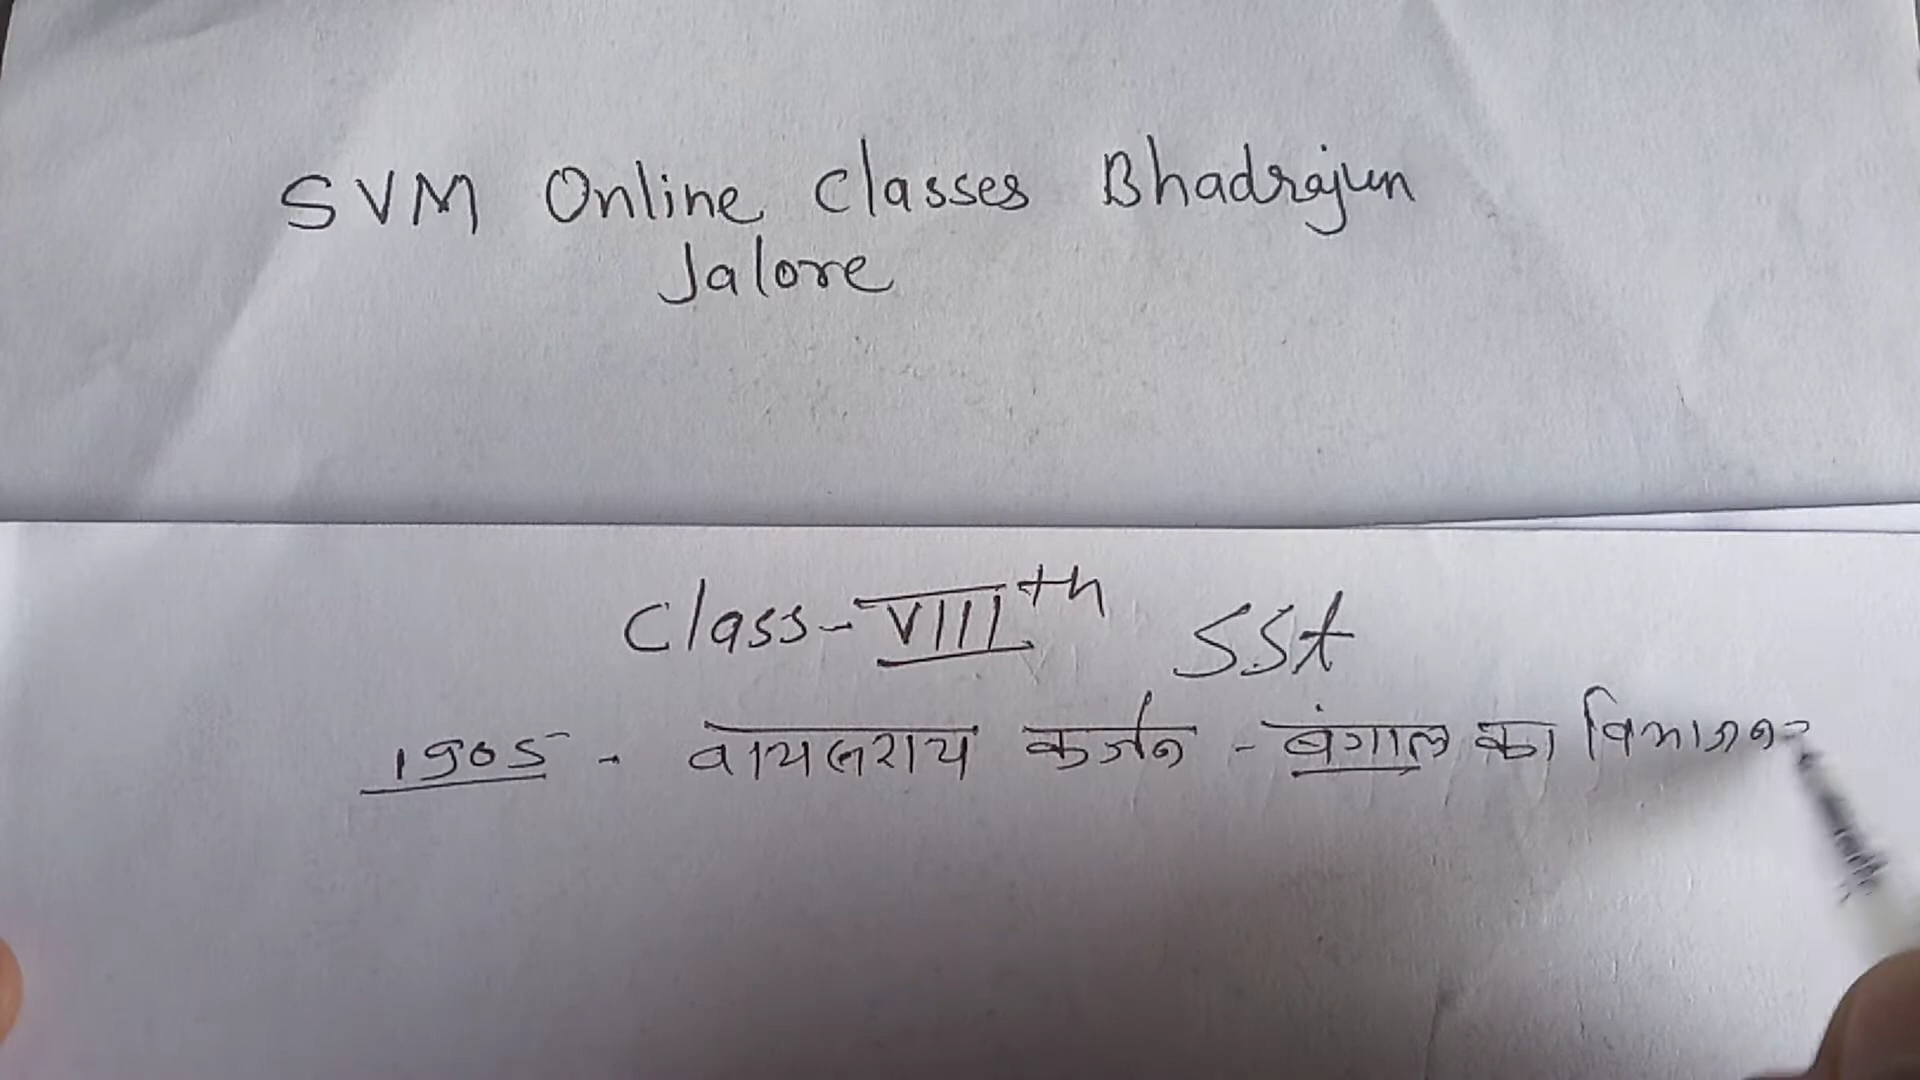 SVM Online Classes Bhadrajun
Jalore
Class - VIIIth SSt
1905 - वायसराय कर्जन - बंगाल का विभाजन